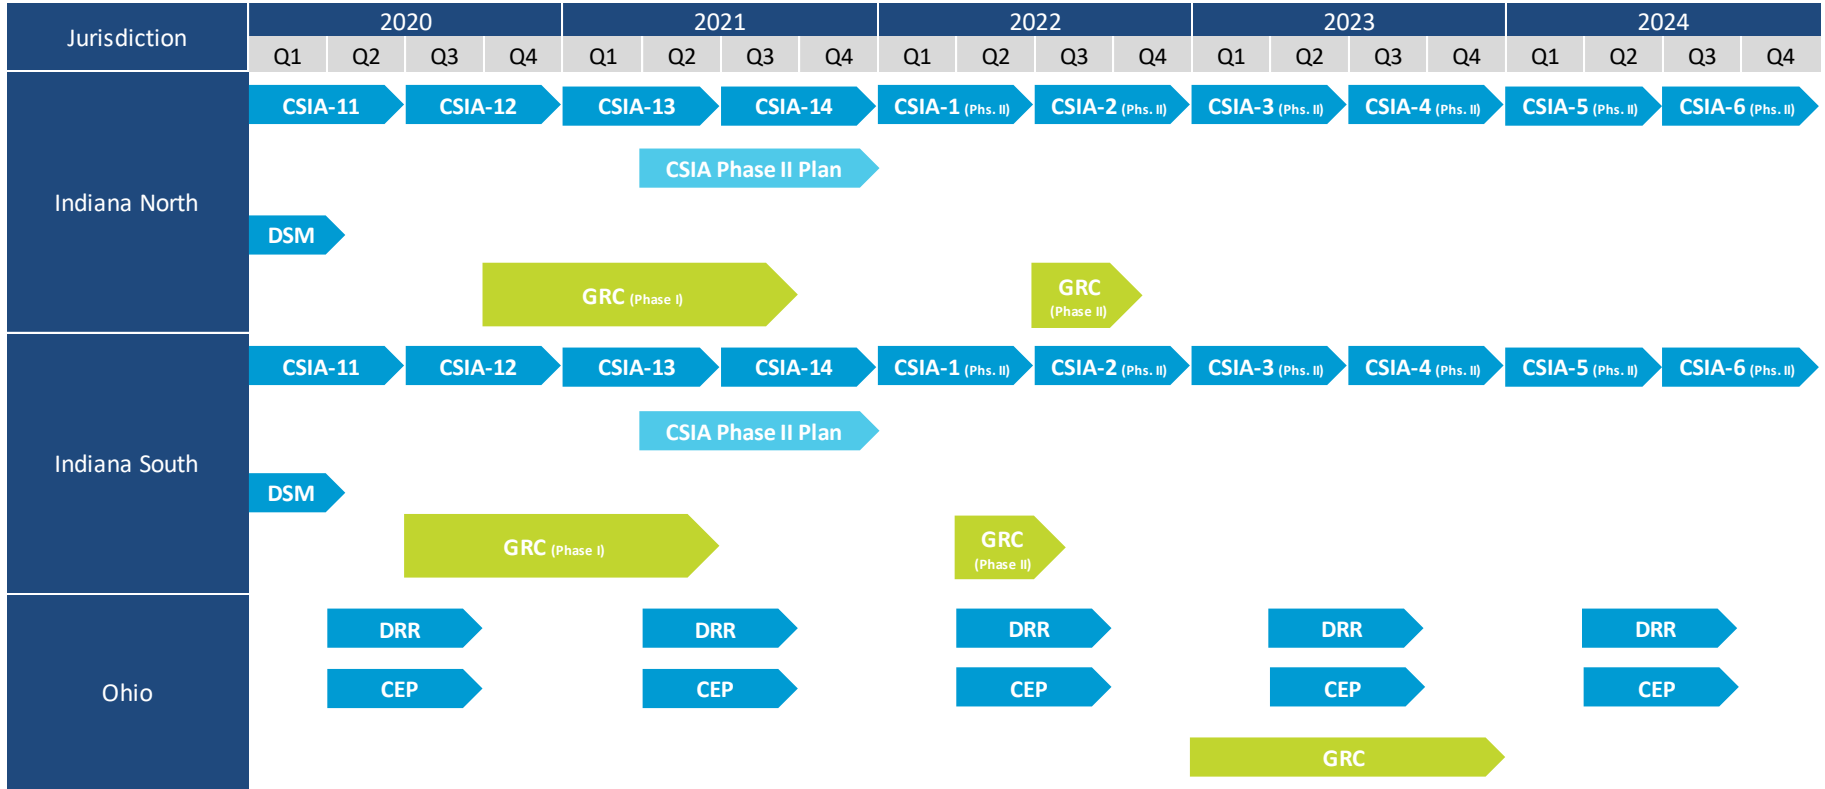 Jurisdiction
2020 2021 2022 2023 2024
Q1 Q2 Q3 Q4 Q1 Q2 Q3 Q4 Q1 Q2 Q3 Q4 Q1 Q2 Q3 Q4 Q1 Q2 Q3 Q4
Indiana North
CSIA-11 CSIA-12 CSIA-13 CSIA-14 CSIA-1 (Phs. II) CSIA-2 (Phs. II) CSIA-3 (Phs. II) CSIA-4 (Phs. II) CSIA-5 (Phs. II) CSIA-6 (Phs. II)
CSIA Phase II Plan
DSM
GRC (Phase I)
GRC
(Phase II)
Indiana South
CSIA-11 CSIA-12 CSIA-13 CSIA-14 CSIA-1 (Phs. II) CSIA-2 (Phs. II) CSIA-3 (Phs. II) CSIA-4 (Phs. II) CSIA-5 (Phs. II) CSIA-6 (Phs. II)
CSIA Phase II Plan
DSM
GRC (Phase I)
GRC
(Phase II)
Ohio
DRR DRR DRR DRR DRR
CEP CEP CEP CEP CEP
GRC